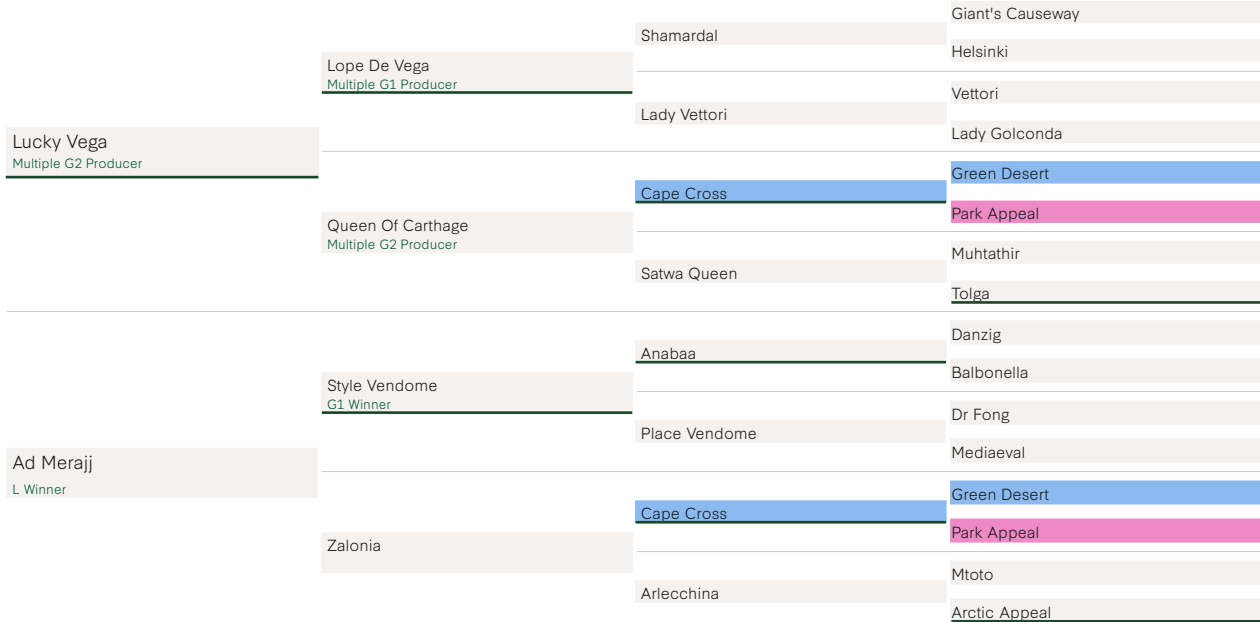 Lucky Vega
Multiple G2 Producer
Lope De Vega
Multiple G1 Producer
Shamardal
Giant's Causeway
Helsinki
Lady Vettori
Vettori
Lady Golconda
Queen Of Carthage
Multiple G2 Producer
Cape Cross
Green Desert
Park Appeal
Satwa Queen
Muhtathir
Tolga
Ad Merajj
L Winner
Style Vendome
G1 Winner
Anabaa
Danzig
Balbonella
Place Vendome
Dr Fong
Mediaeval
Zalonia
Cape Cross
Green Desert
Park Appeal
Arlecchina
Mtoto
Arctic Appeal